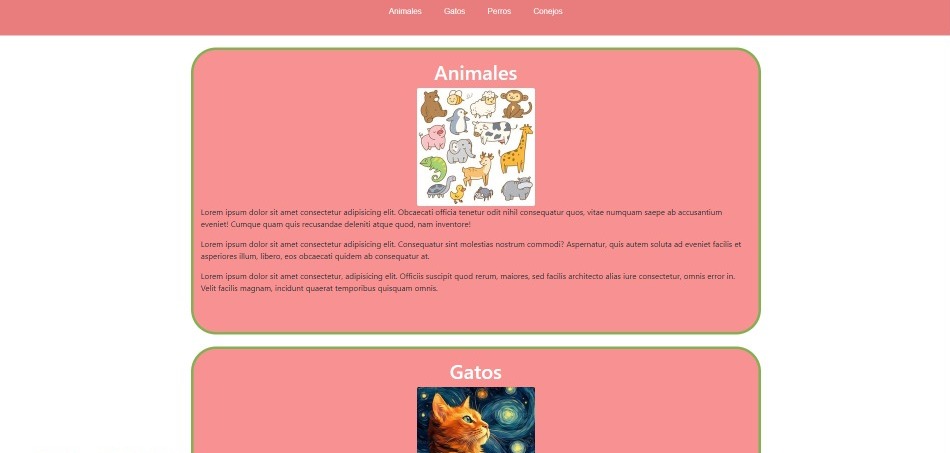 Animales Gatos Perros Conejos
Animales
Lorem ipsum dolor sit amet consectetur adipisicing elit. Obcaecati officia tenetur odit nihil consequatur quos, vitae numquam saepe ab accusantium
eveniet! Cumque quam quis recusandae deleniti atque quod, nam inventore!
Lorem ipsum dolor sit amet consectetur adipisicing elit. Consequatur sint molestias nostrum commodi? Aspernatur, quis autem soluta ad eveniet facilis et
asperiores illum, libero, eos obcaecati quidem ab consequatur at.
Lorem ipsum dolor sit amet consectetur, adipisicing elit. Officiis suscipit quod rerum, maiores, sed facilis architecto alias iure consectetur, omnis error in.
Velit facilis magnam, incidunt quaerat temporibus quisquam omnis.
Gatos